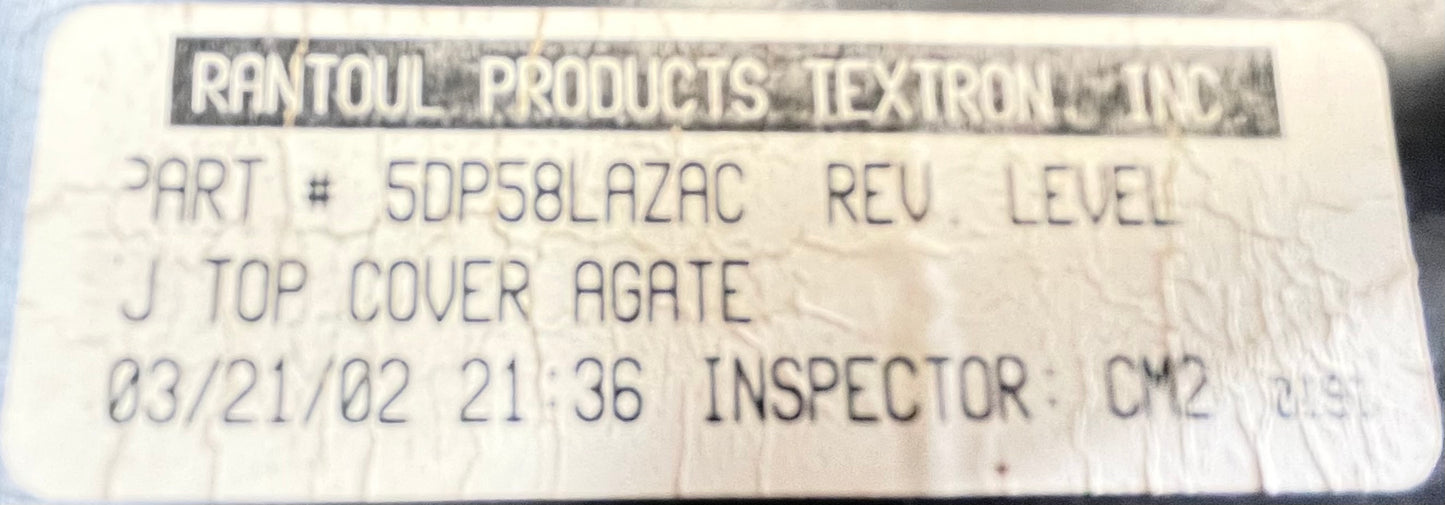 RANTOUL PRODUCTS TEXTRON, INC
PART # 5DP58LAZAC REV. LEVEL
J TOP COVER AGATE
03/21/02 21:36 INSPECTOR: CM2